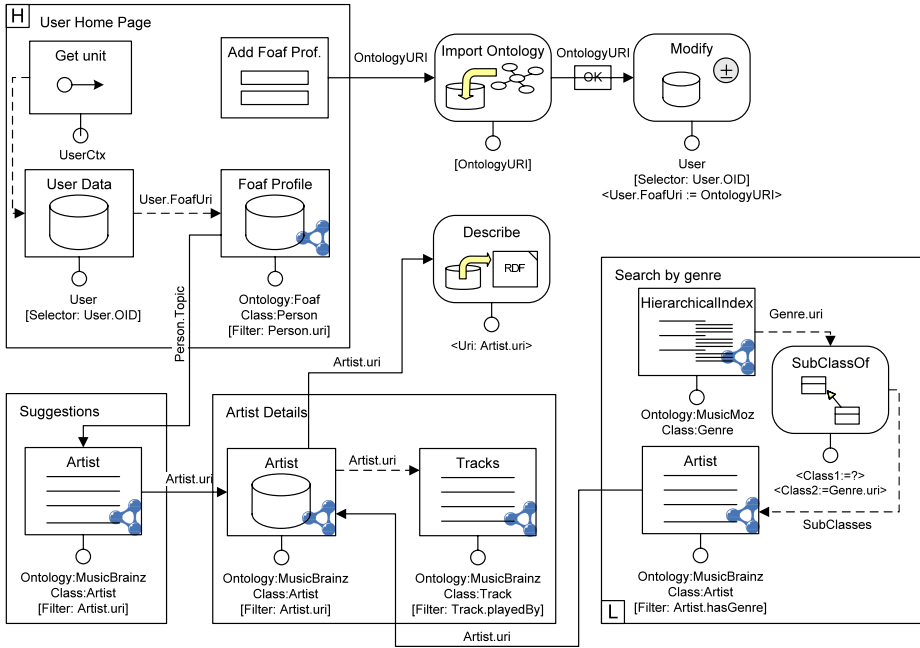 H
User Home Page
Get unit
UserCtx
Add Foaf Prof.
OntologyURI
Import Ontology
[OntologyURI]
OntologyURI
OK
Modify
User
[Selector: User.OID]
<User.FoafUri := OntologyURI>
User Data
User
[Selector: User.OID]
User.FoafUri
Foaf Profile
Ontology:Foaf
Class:Person
[Filter: Person.uri]
Person.Topic
Describe
RDF
<Uri: Artist.uri>
Artist.uri
Search by genre
HierarchicalIndex
Ontology:MusicMoz
Class:Genre
Genre.uri
SubClassOf
<Class1:=?>
<Class2:=Genre.uri>
SubClasses
Artist
Ontology:MusicBrainz
Class:Artist
[Filter: Artist.hasGenre]
L
Suggestions
Artist
Ontology:MusicBrainz
Class:Artist
[Filter: Artist.uri]
Artist.uri
Artist Details
Artist
Ontology:MusicBrainz
Class:Artist
[Filter: Artist.uri]
Artist.uri
Tracks
Ontology:MusicBrainz
Class:Track
[Filter: Track.playedBy]
Artist.uri